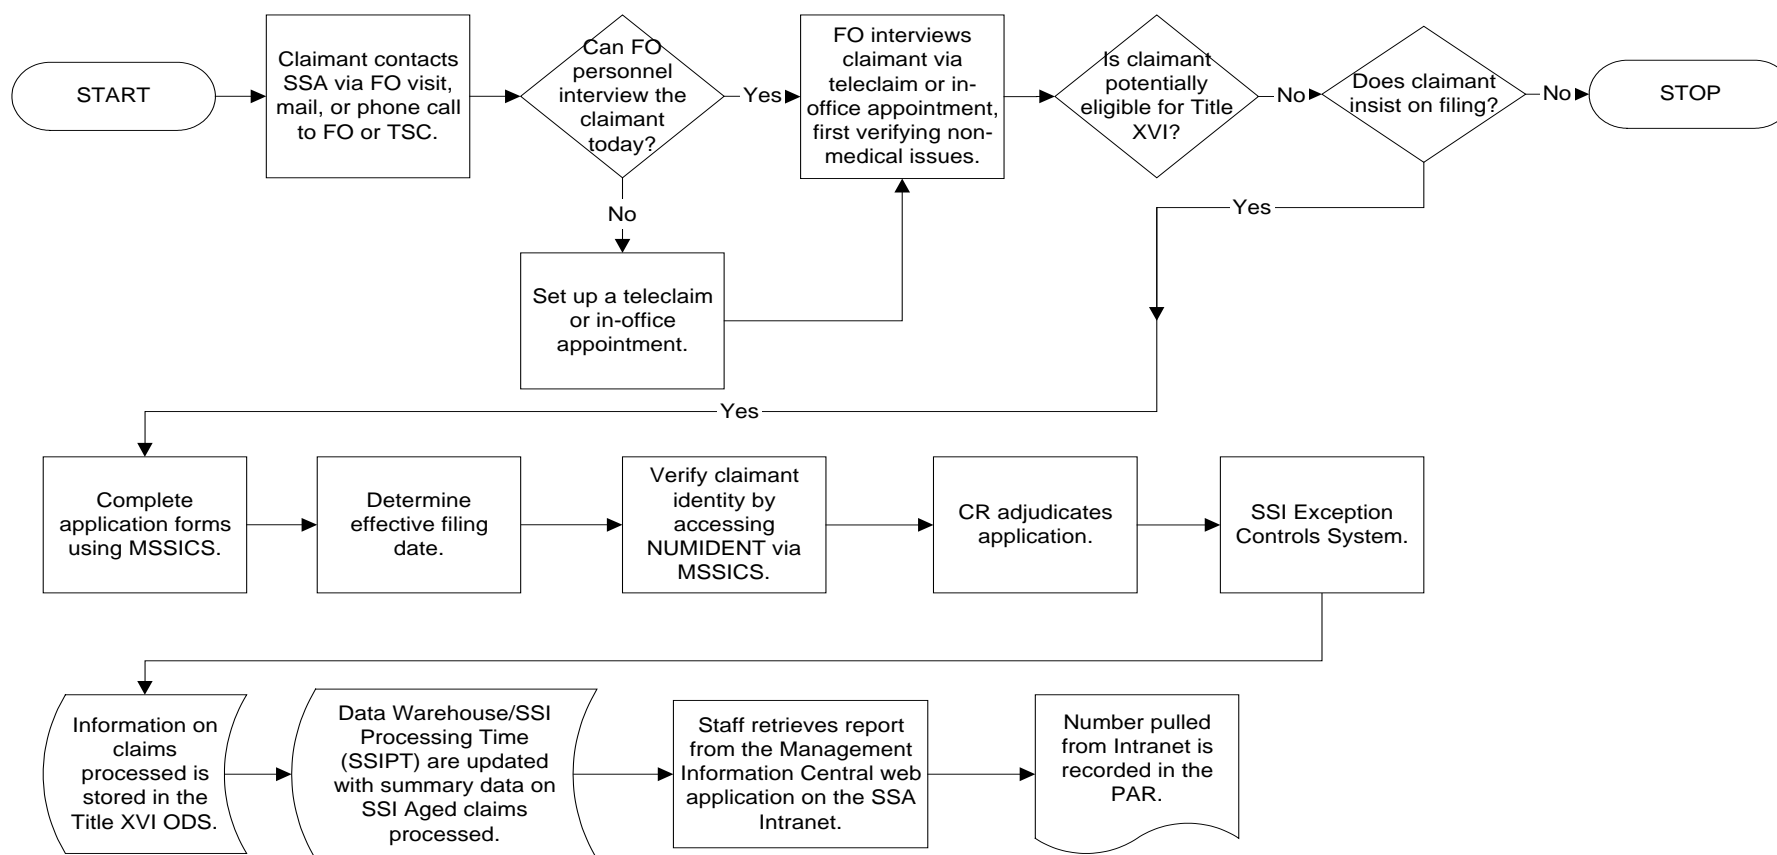 START
Claimant contacts
SSA via FO visit,
mail, or phone call
to FO or TSC.
Can FO
personnel
interview the
claimant
today?
Yes
No
Set up a teleclaim
or in-office
appointment.
FO interviews
claimant via
teleclaim or in-
office appointment,
first verifying non-
medical issues.
Is claimant
potentially
eligible for Title
XVI?
No
Does claimant
insist on filing?
No
STOP
Yes
Yes
Complete
application forms
using MSSICS.
Determine
effective filing
date.
Verify claimant
identity by
accessing
NUMIDENT via
MSSICS.
CR adjudicates
application.
SSI Exception
Controls System.
Information on
claims
processed is
stored in the
Title XVI ODS.
Data Warehouse/SSI
Processing Time
(SSIPT) are updated
with summary data on
SSI Aged claims
processed.
Staff retrieves report
from the Management
Information Central web
application on the SSA
Intranet.
Number pulled
from Intranet is
recorded in the
PAR.